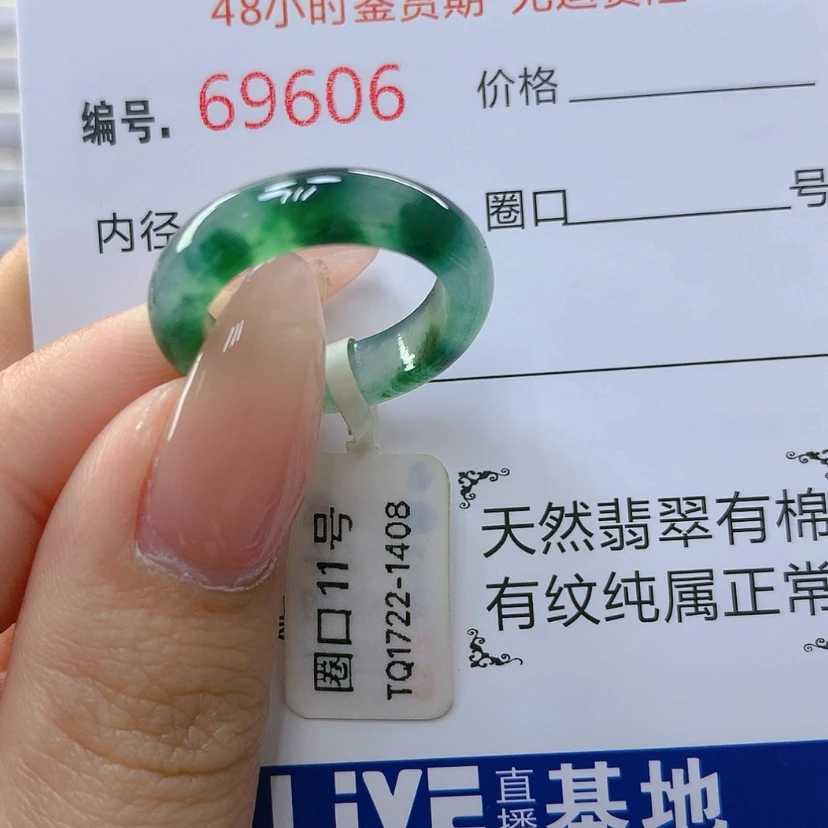 48小时鉴赏期 无理由
编号. 69606
价格
内径
圈口 号
圈口11号
TQ1722-1408
天然翡翠有棉
有纹纯属正常
LiVE 直播 基地